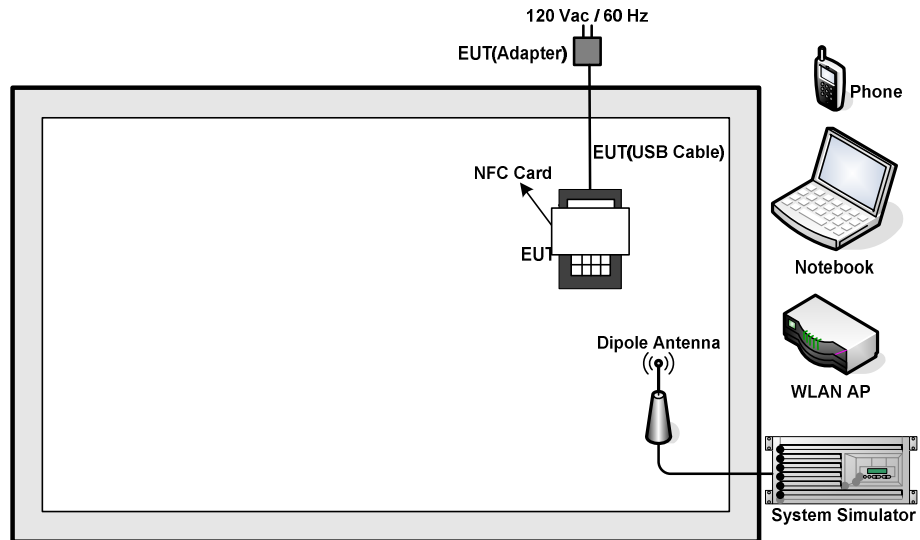 120 Vac / 60 Hz
EUT(Adapter)
Phone
EUT(USB Cable)
NFC Card
EUT
Notebook
Dipole Antenna
WLAN AP
System Simulator